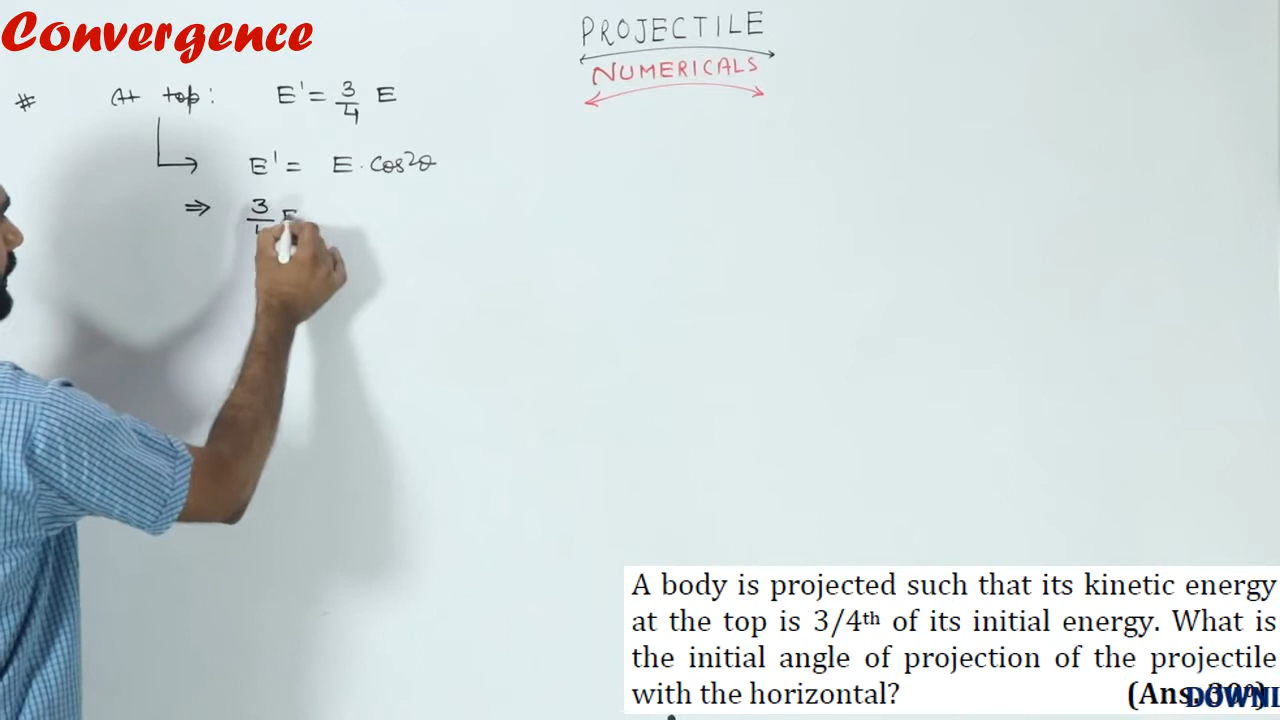 Convergence
PROJECTILE
NUMERICALS
# At top: E' = 3/4 E
E' = E · cos²θ
⇒ 3
A body is projected such that its kinetic energy
at the top is 3/4th of its initial energy. What is
the initial angle of projection of the projectile
with the horizontal? (Ans.